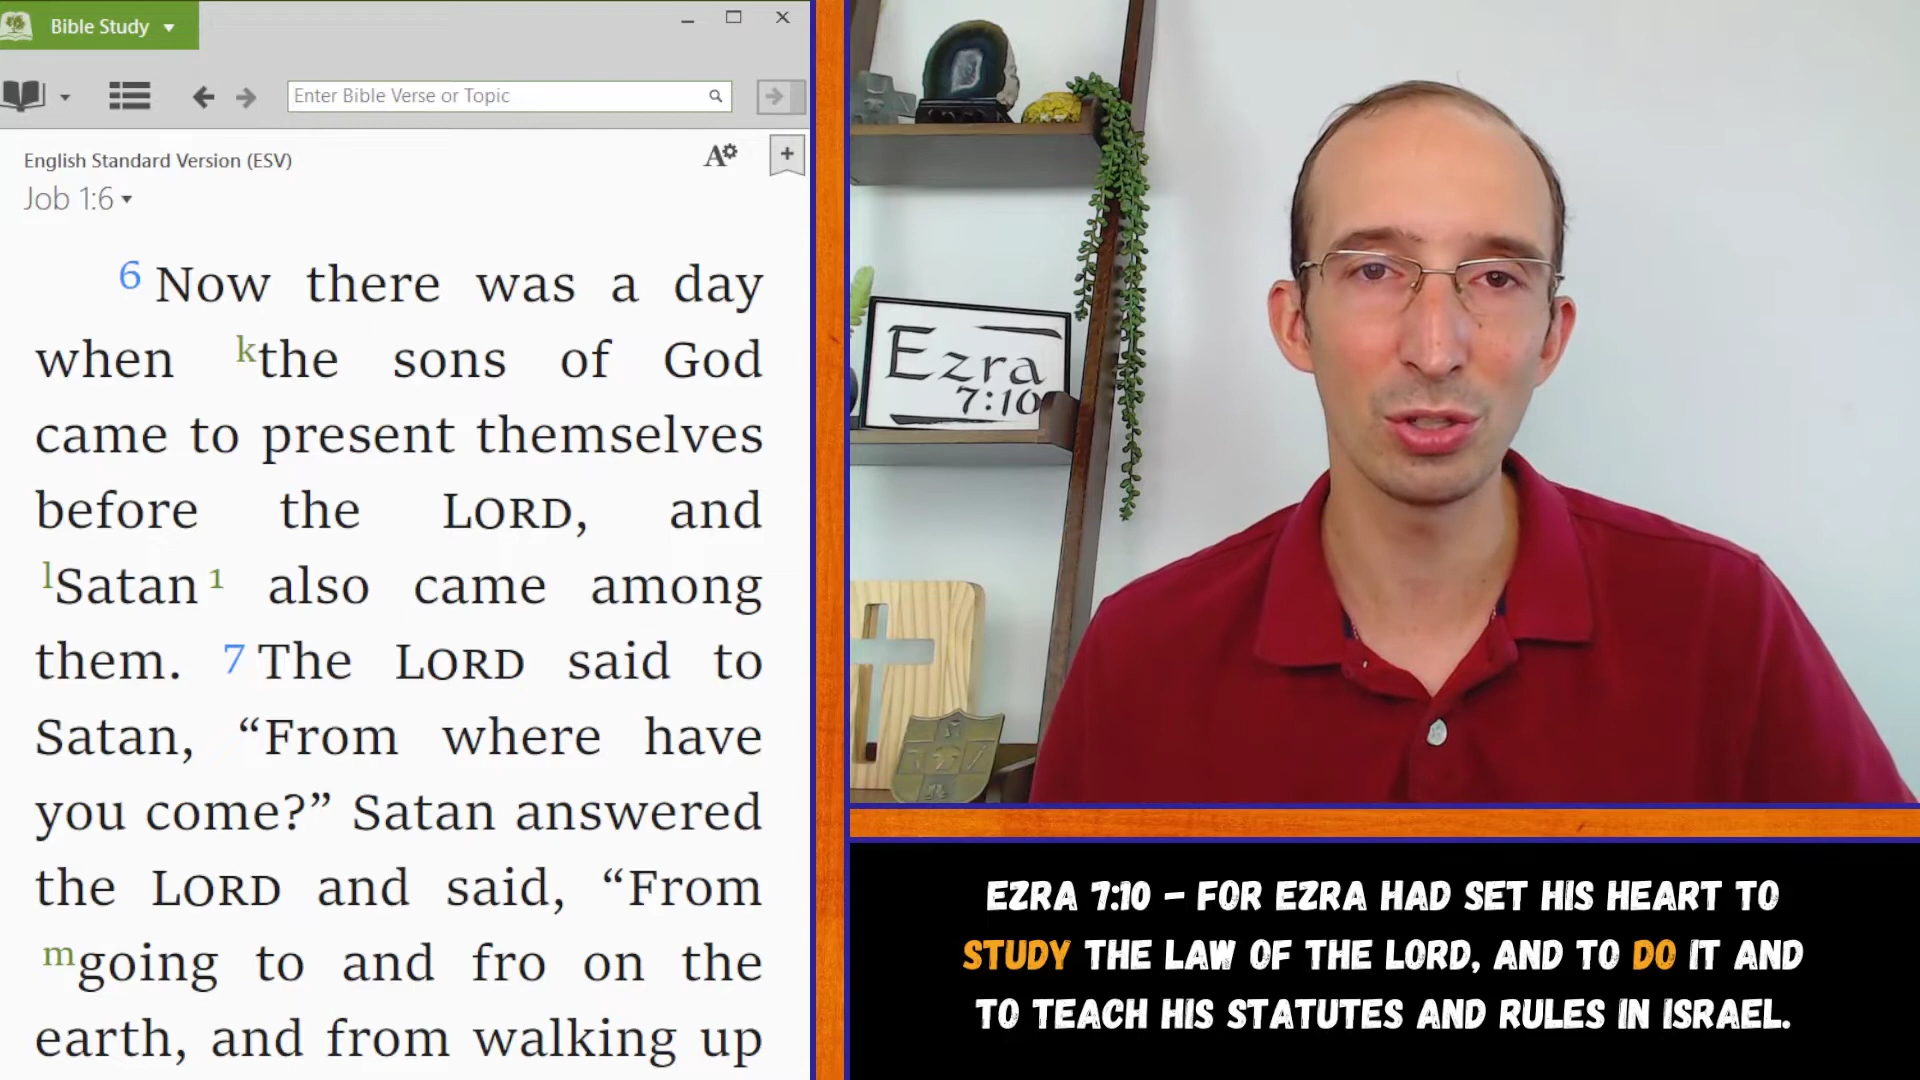 Bible Study
Enter Bible Verse or Topic
English Standard Version (ESV)
Job 1:6
6 Now there was a day
when kthe sons of God
came to present themselves
before the LORD, and
lSatan1 also came among
them. 7 The LORD said to
Satan, “From where have
you come?” Satan answered
the LORD and said, “From
mgoing to and fro on the
earth, and from walking up
Ezra
7:10
EZRA 7:10 – FOR EZRA HAD SET HIS HEART TO
STUDY THE LAW OF THE LORD, AND TO DO IT AND
TO TEACH HIS STATUTES AND RULES IN ISRAEL.